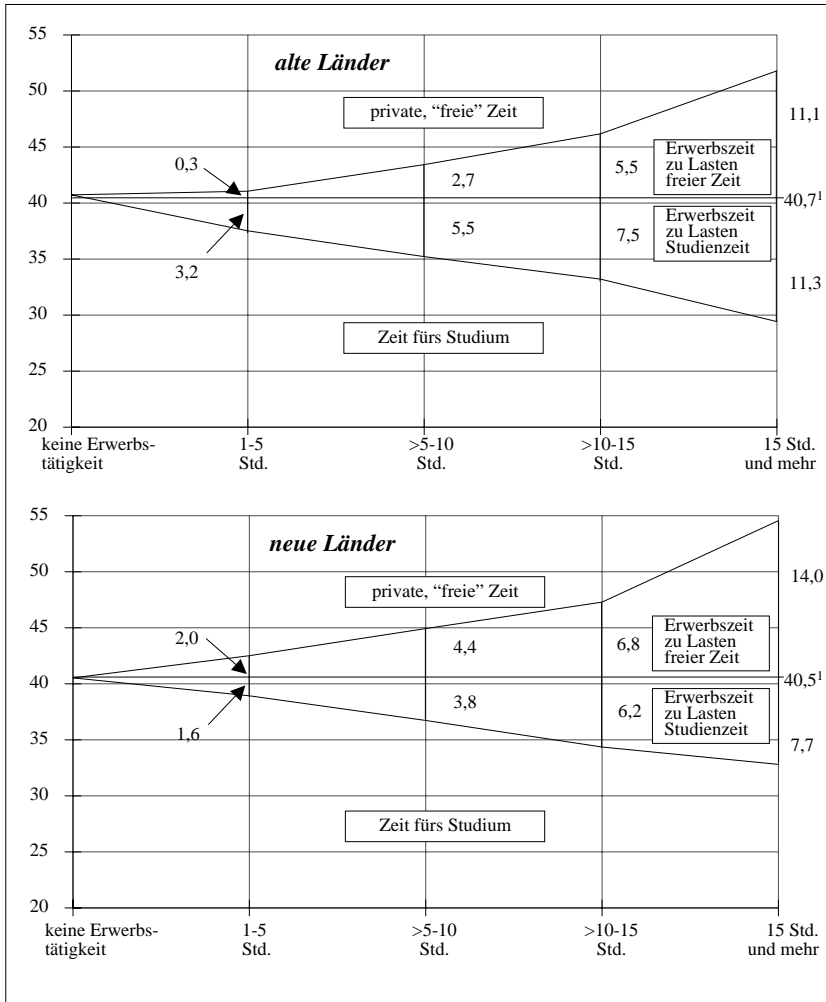 55
alte Länder
50
private, “freie” Zeit
11,1
45
0,3
2,7
5,5
Erwerbszeit
zu Lasten
freier Zeit
40
40,7¹
5,5
7,5
Erwerbszeit
zu Lasten
Studienzeit
35
3,2
11,3
30
Zeit fürs Studium
25
20
keine Erwerbs-
tätigkeit
1-5
Std.
>5-10
Std.
>10-15
Std.
15 Std.
und mehr
55
neue Länder
50
private, “freie” Zeit
14,0
45
2,0
4,4
6,8
Erwerbszeit
zu Lasten
freier Zeit
40
40,5¹
3,8
6,2
Erwerbszeit
zu Lasten
Studienzeit
35
1,6
7,7
30
Zeit fürs Studium
25
20
keine Erwerbs-
tätigkeit
1-5
Std.
>5-10
Std.
>10-15
Std.
15 Std.
und mehr